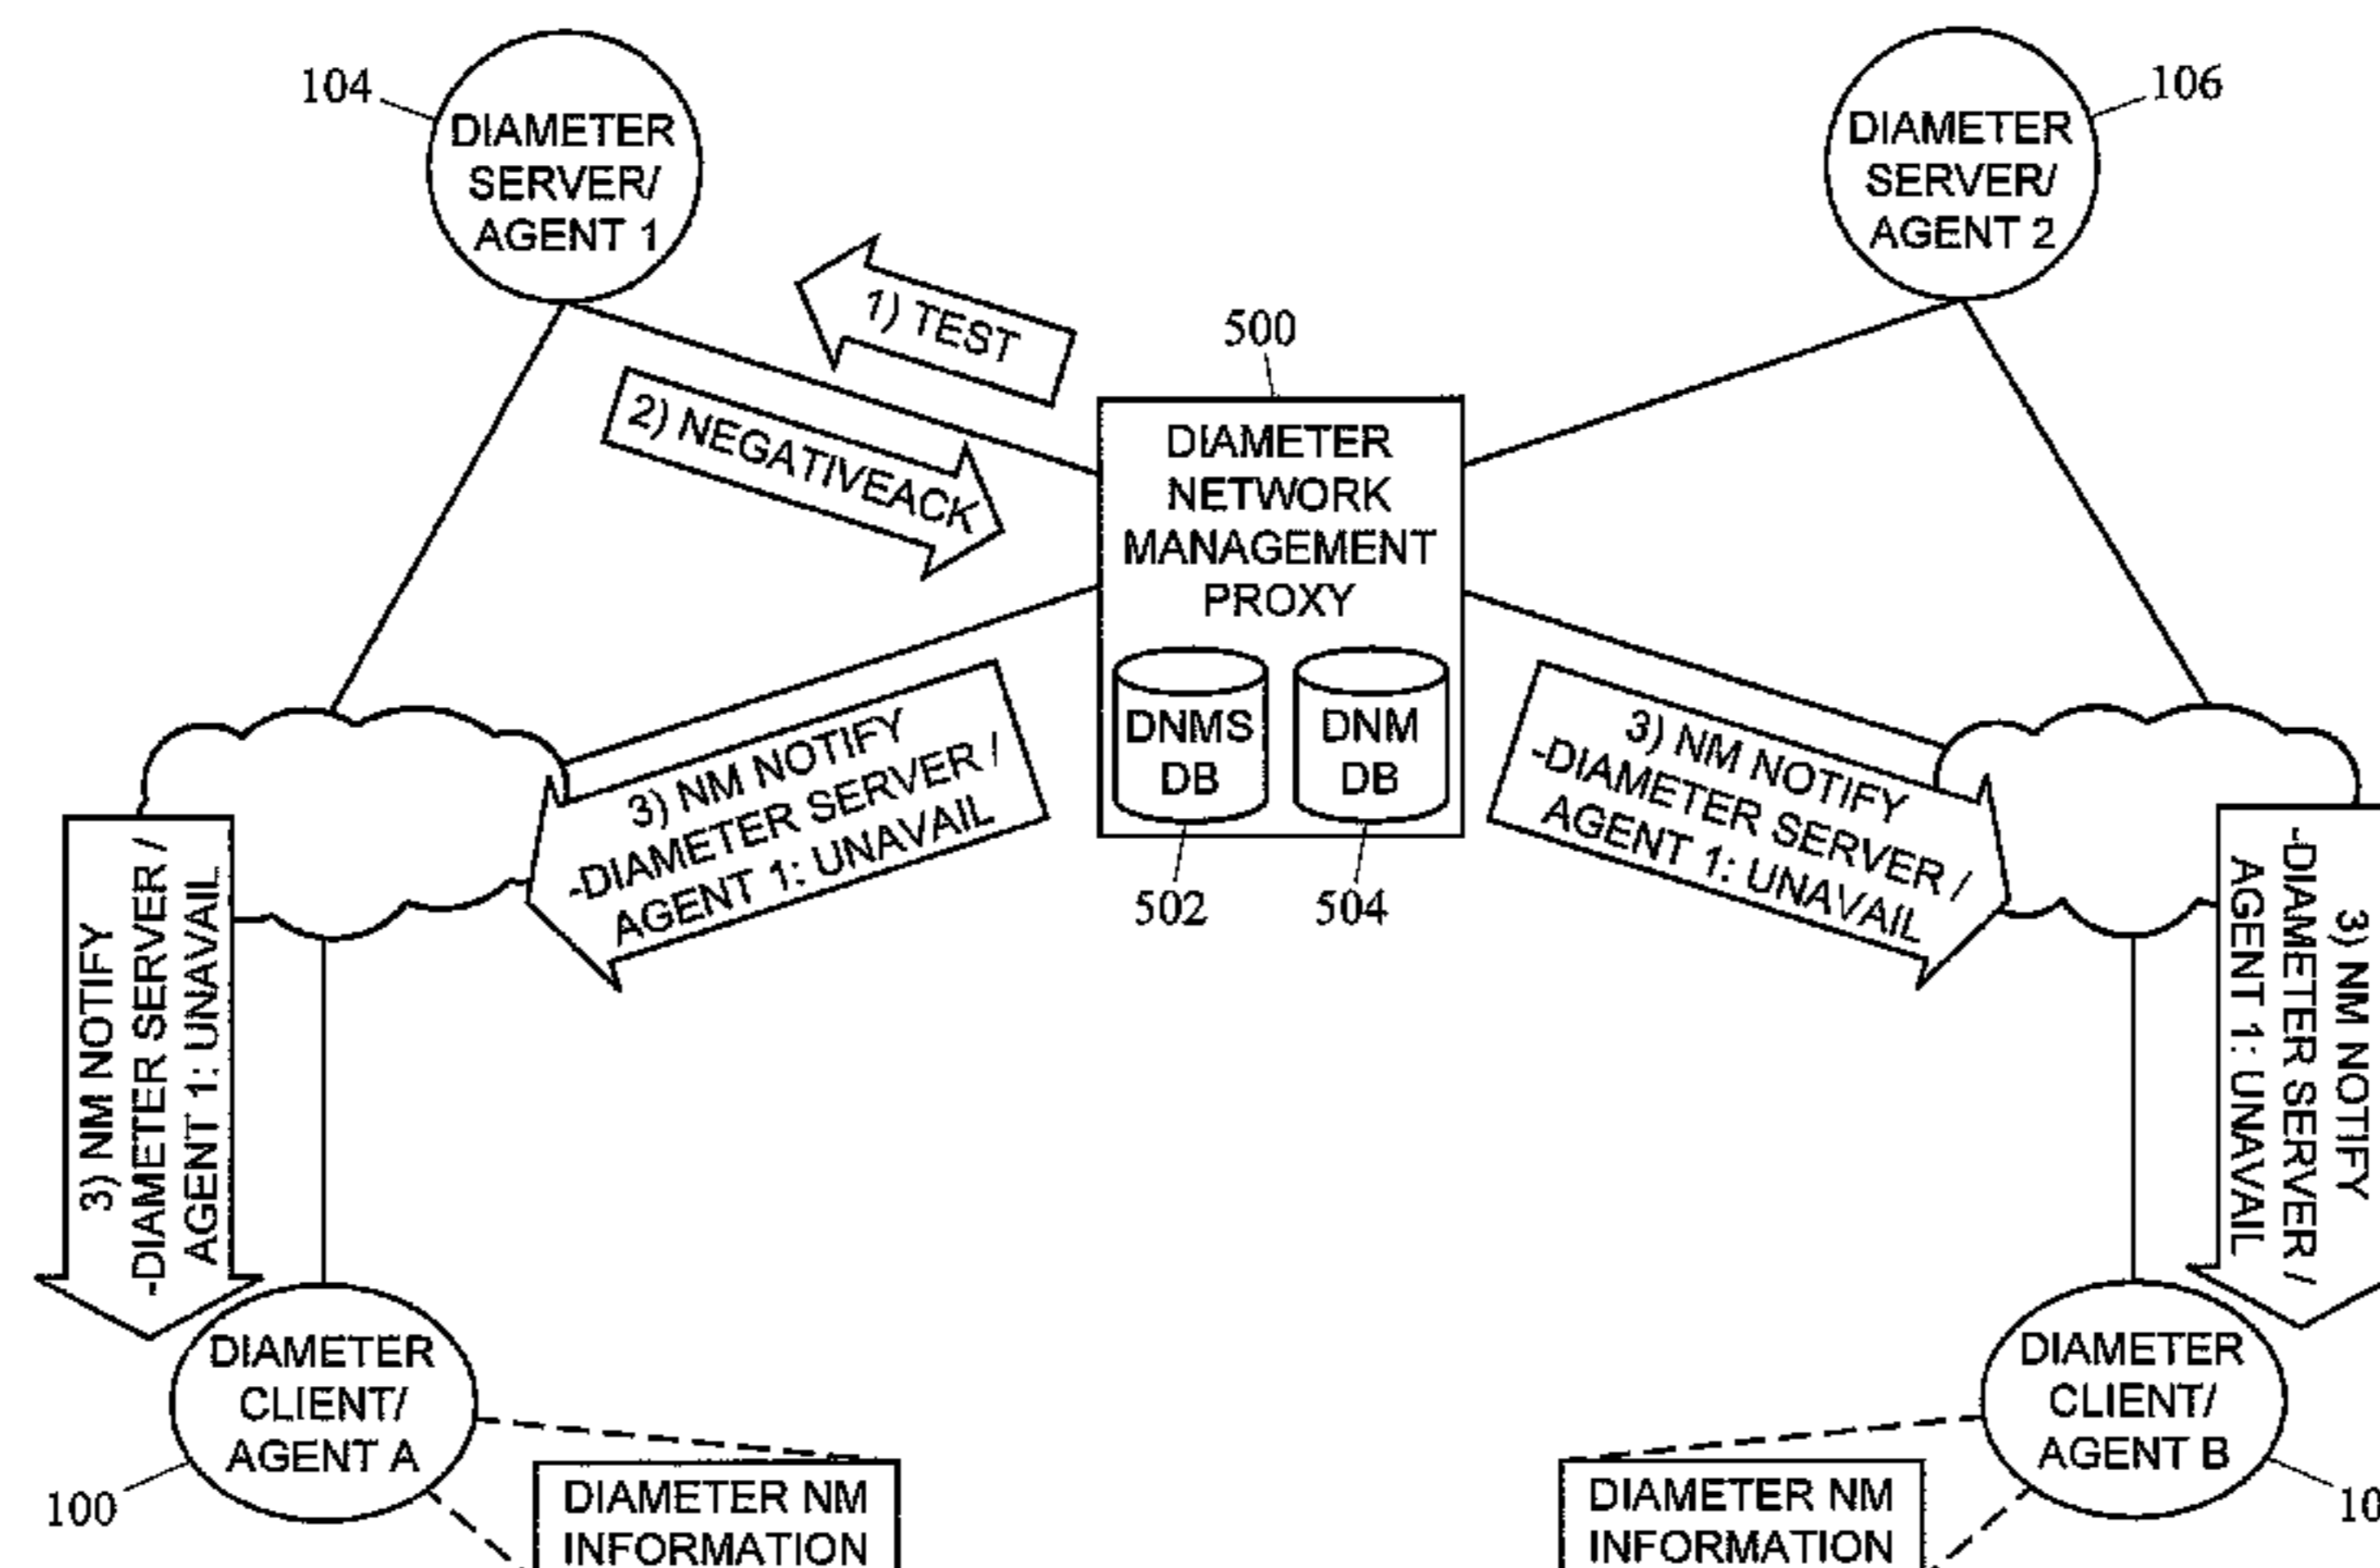 104
DIAMETER
SERVER/
AGENT 1
106
DIAMETER
SERVER/
AGENT 2
1) TEST
2) NEGATIVEACK
500
DIAMETER
NETWORK
MANAGEMENT
PROXY
DNMS
DB
DNM
DB
502
504
3) NM NOTIFY
-DIAMETER SERVER /
AGENT 1: UNAVAIL
3) NM NOTIFY
-DIAMETER SERVER /
AGENT 1: UNAVAIL
3) NM NOTIFY
-DIAMETER SERVER /
AGENT 1: UNAVAIL
3) NM NOTIFY
-DIAMETER SERVER /
AGENT 1: UNAVAIL
DIAMETER
CLIENT/
AGENT A
100
DIAMETER NM
INFORMATION
DIAMETER
CLIENT/
AGENT B
DIAMETER NM
INFORMATION